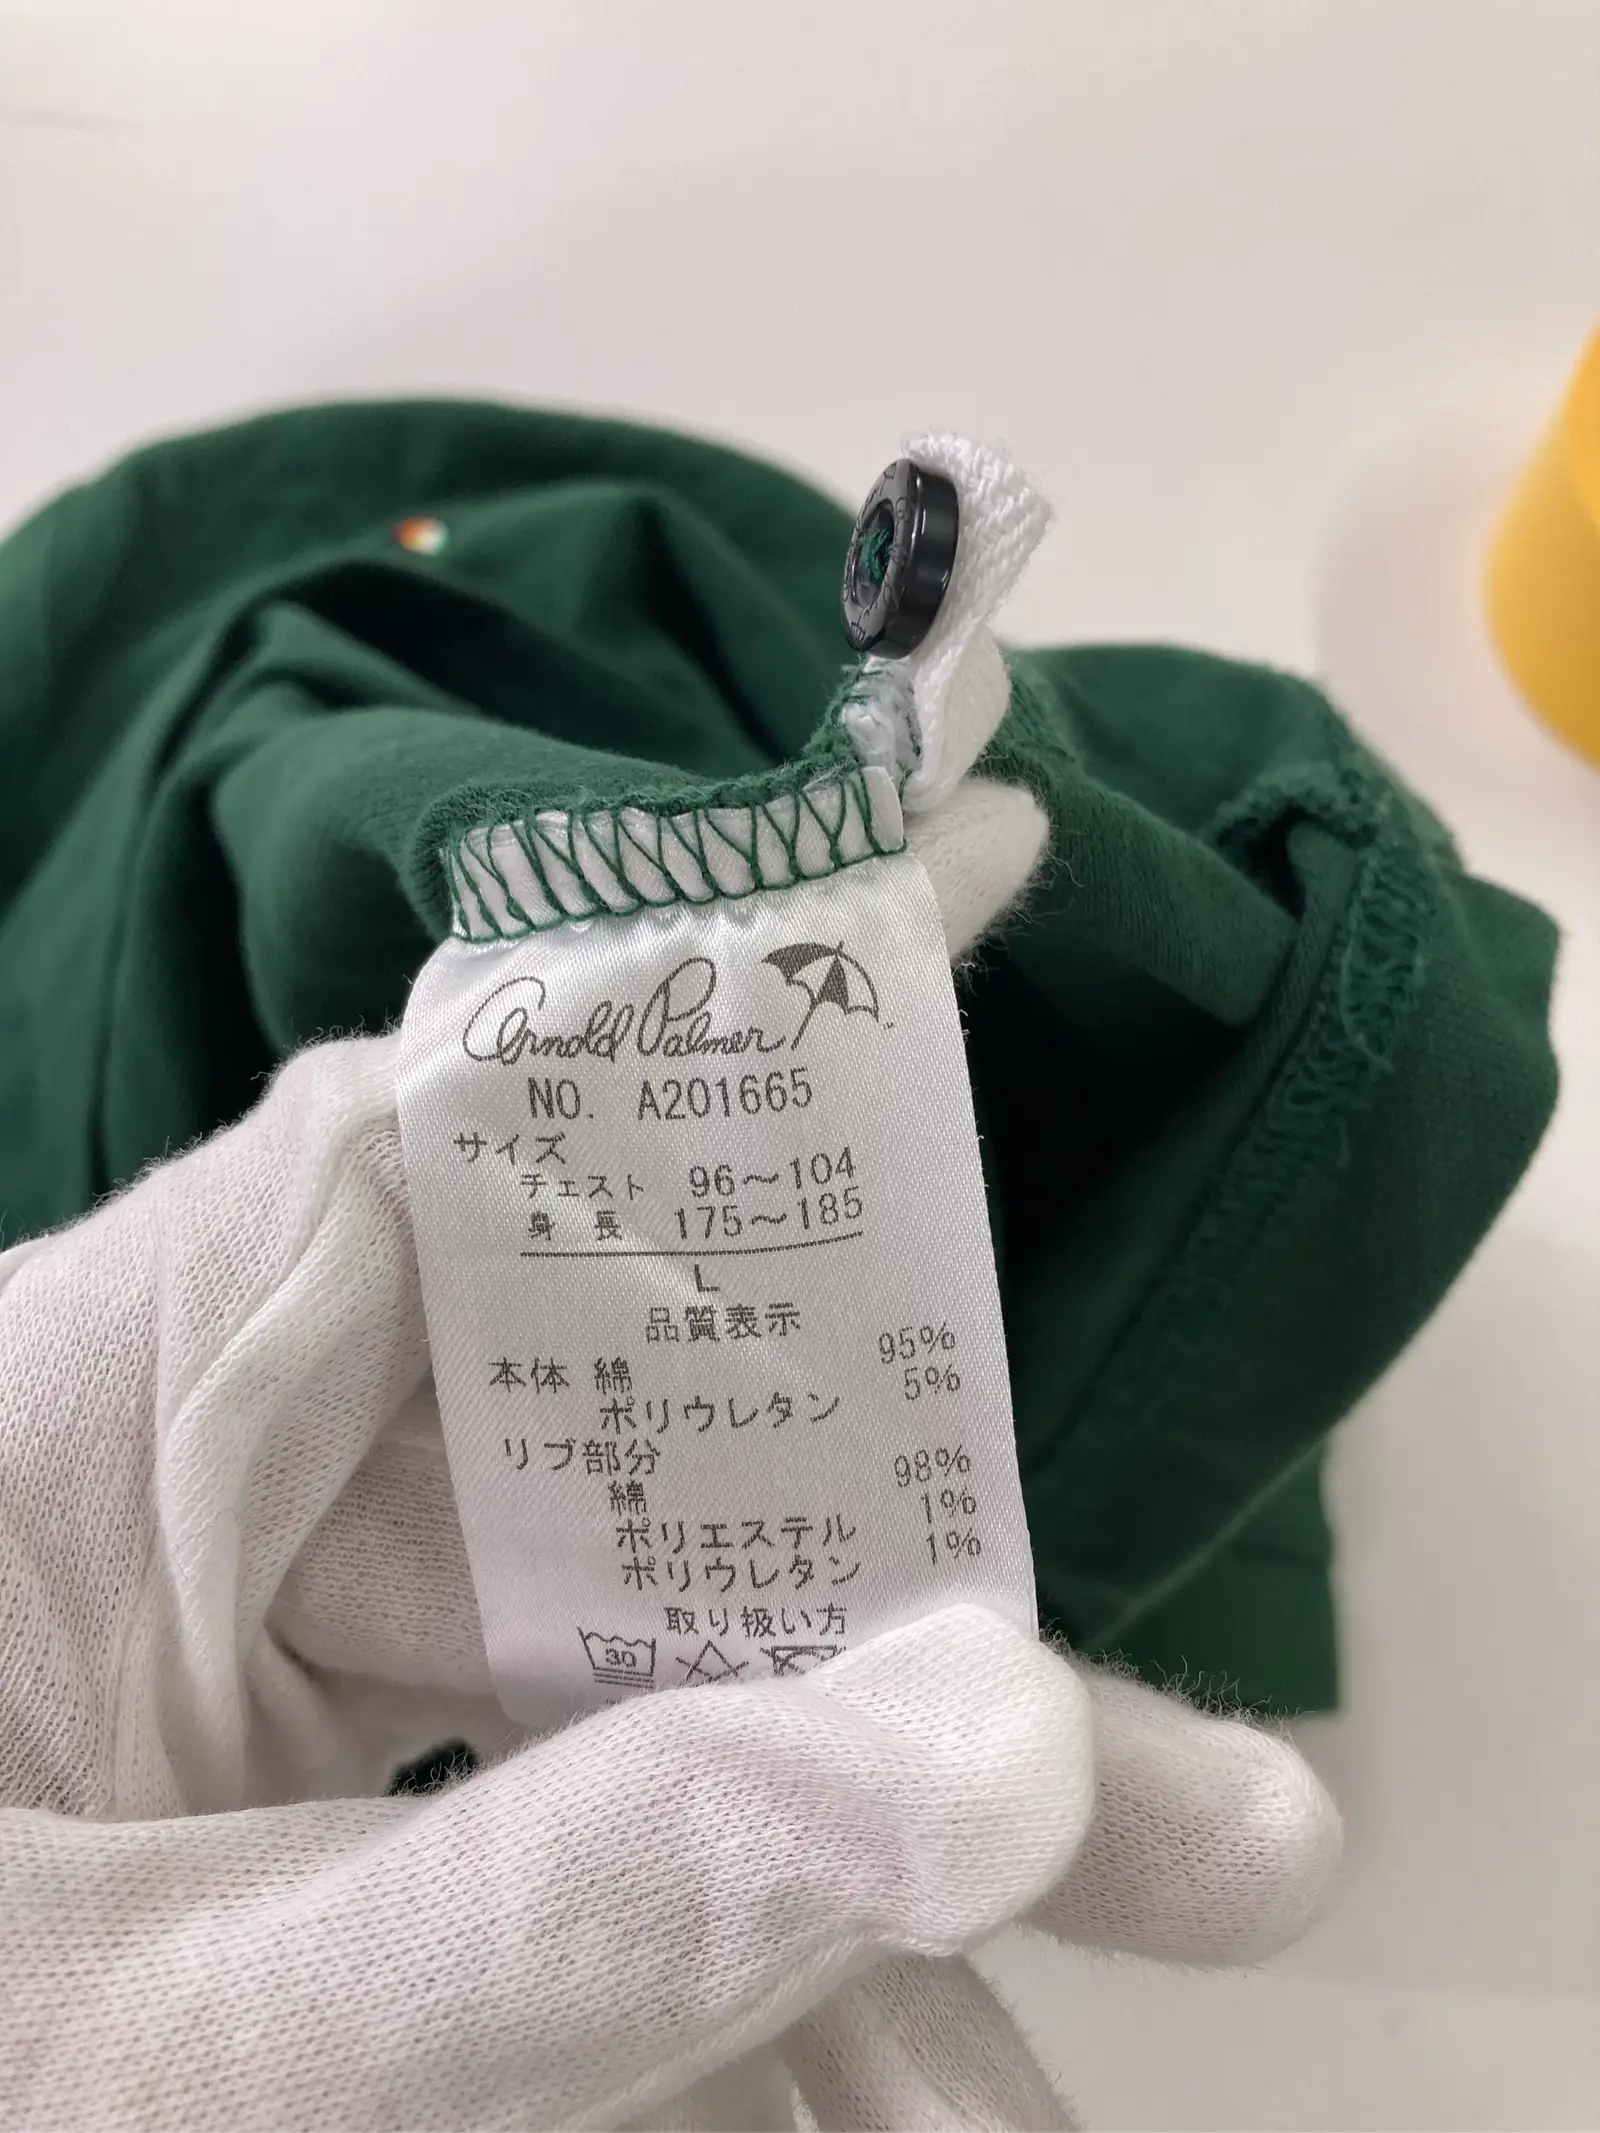 Arnold Palmer
NO. A201665
サイズ
チェスト 96～104
身長 175～185
L
品質表示
本体 綿 95%
ポリウレタン 5%
リブ部分
綿 98%
ポリエステル 1%
ポリウレタン 1%
取り扱い方
30